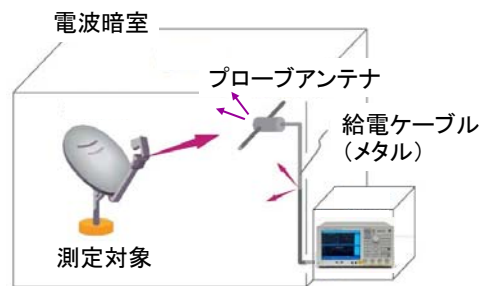 電波暗室
プローブアンテナ
給電ケーブル
（メタル）
測定対象